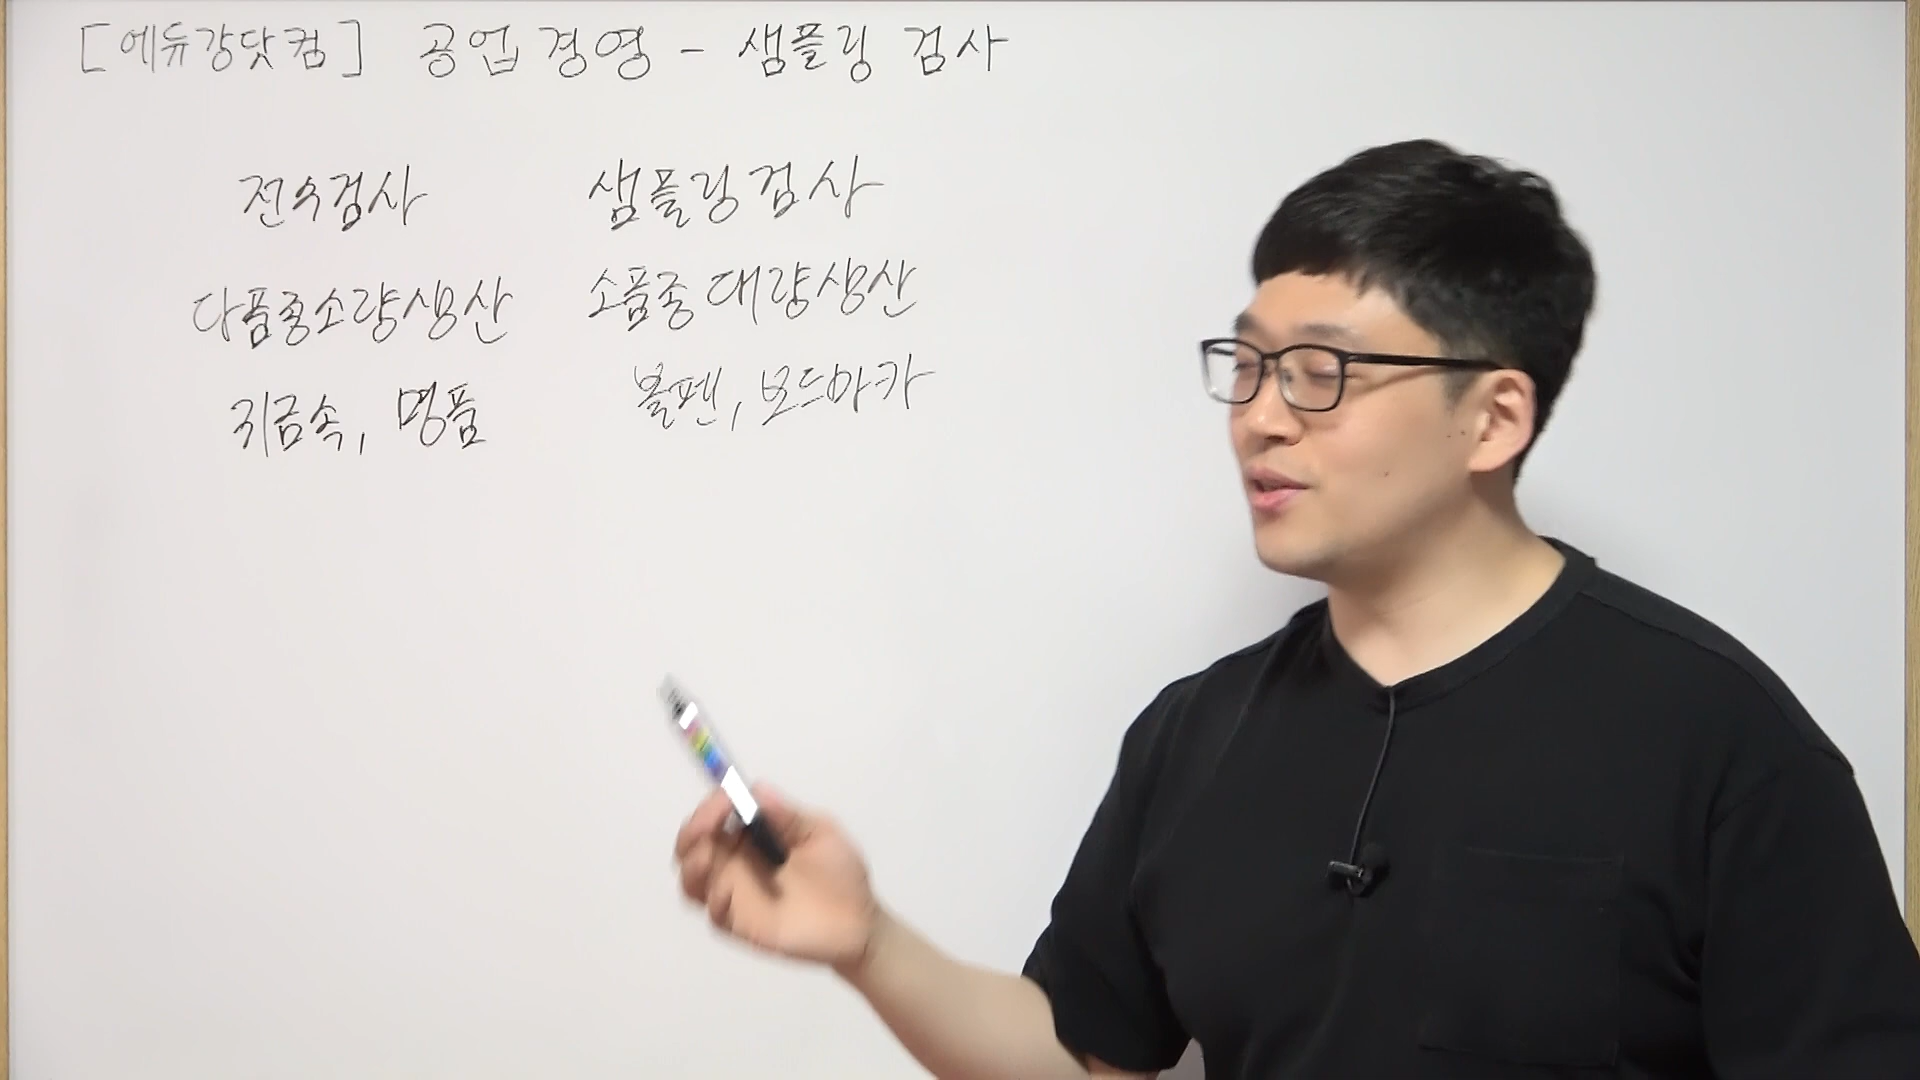 [에듀강닷컴] 공업경영 - 샘플링 검사
전수검사 샘플링검사
다품종소량생산 소품종대량생산
귀금속, 명품 볼펜, 보드마카